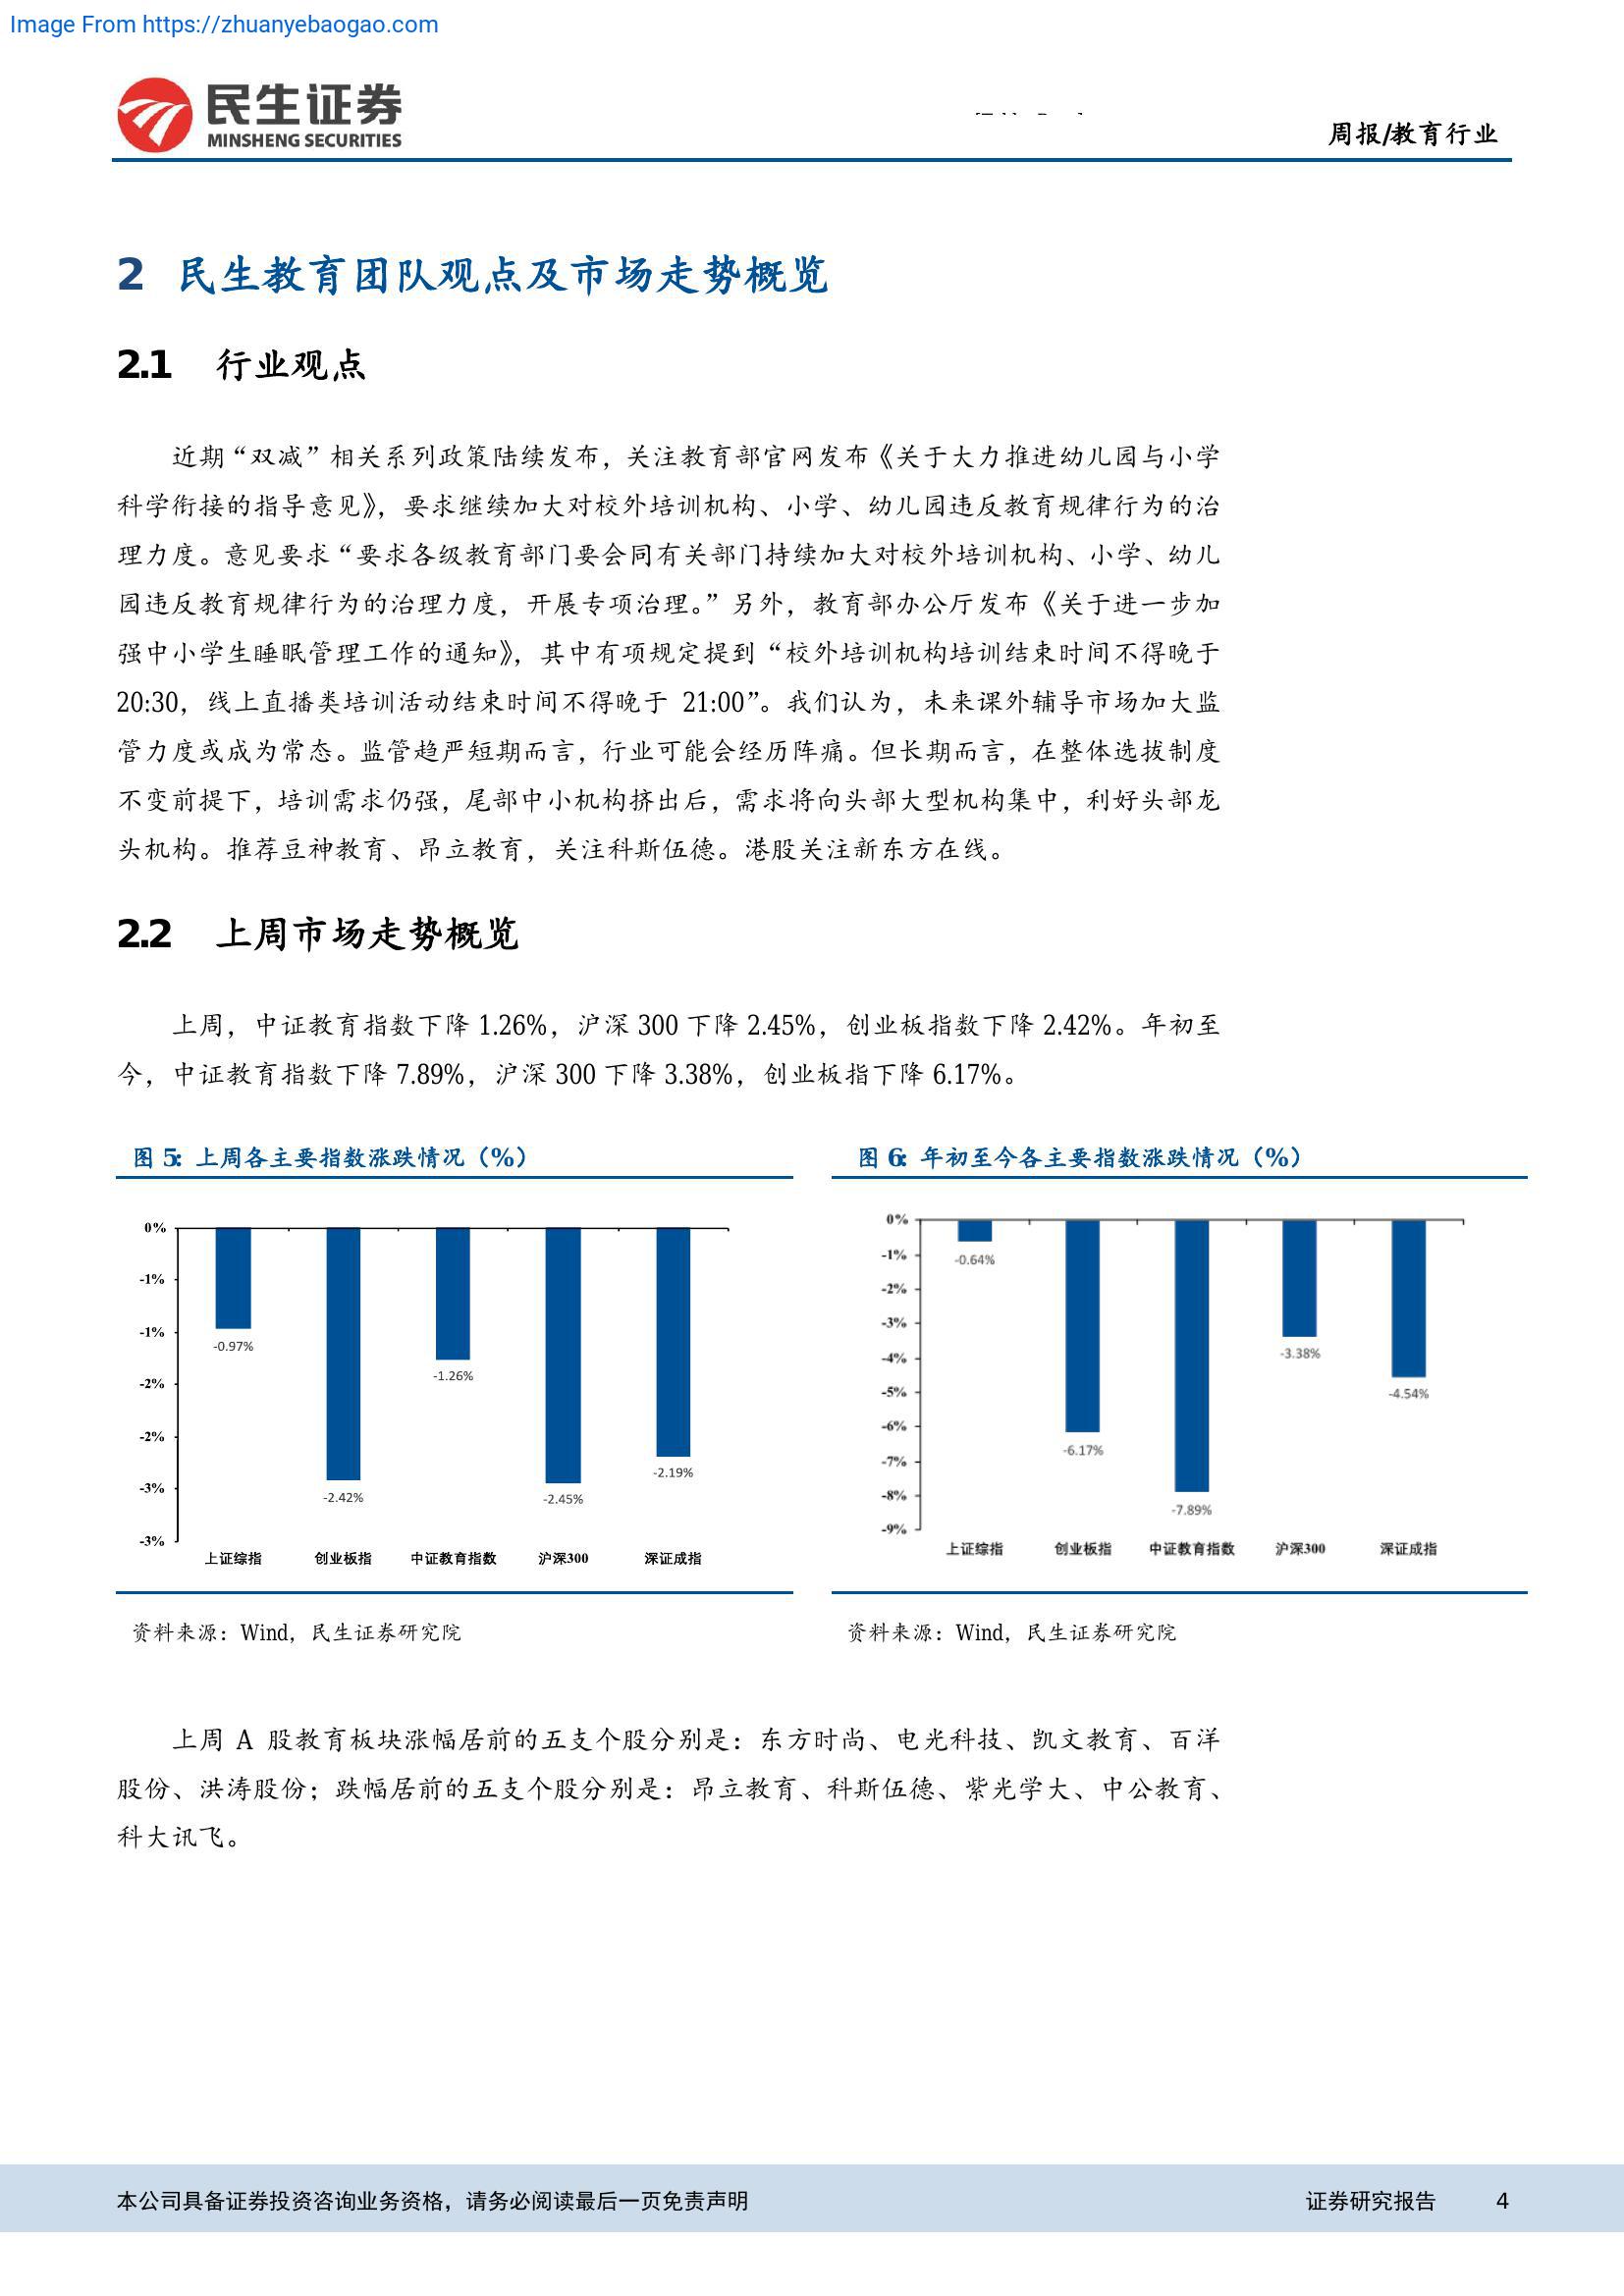 Image From https://zhuanyebaogao.com
民生证券
MINSHENG SECURITIES
周报/教育行业
2 民生教育团队观点及市场走势概览
2.1 行业观点
近期“双减”相关系列政策陆续发布，关注教育部官网发布《关于大力推进幼儿园与小学
科学衔接的指导意见》，要求继续加大对校外培训机构、小学、幼儿园违反教育规律行为的治
理力度。意见要求“要求各级教育部门要会同有关部门持续加大对校外培训机构、小学、幼儿
园违反教育规律行为的治理力度，开展专项治理。”另外，教育部办公厅发布《关于进一步加
强中小学生睡眠管理工作的通知》，其中有项规定提到“校外培训机构培训结束时间不得晚于
20:30，线上直播类培训活动结束时间不得晚于 21:00”。我们认为，未来课外辅导市场加大监
管力度或成为常态。监管趋严短期而言，行业可能会经历阵痛。但长期而言，在整体选拔制度
不变前提下，培训需求仍强，尾部中小机构挤出后，需求将向头部大型机构集中，利好头部龙
头机构。推荐豆神教育、昂立教育，关注科斯伍德。港股关注新东方在线。
2.2 上周市场走势概览
上周，中证教育指数下降 1.26%，沪深 300 下降 2.45%，创业板指数下降 2.42%。年初至
今，中证教育指数下降 7.89%，沪深 300 下降 3.38%，创业板指下降 6.17%。
图 5: 上周各主要指数涨跌情况（%）
0%
-1%
-1%
-2%
-2%
-3%
-3%
-0.97%
-2.42%
-1.26%
-2.45%
-2.19%
上证综指 创业板指 中证教育指数 沪深300 深证成指
资料来源：Wind，民生证券研究院
图 6: 年初至今各主要指数涨跌情况（%）
0%
-1%
-2%
-3%
-4%
-5%
-6%
-7%
-8%
-9%
-0.64%
-6.17%
-7.89%
-3.38%
-4.54%
上证综指 创业板指 中证教育指数 沪深300 深证成指
资料来源：Wind，民生证券研究院
上周 A 股教育板块涨幅居前的五支个股分别是：东方时尚、电光科技、凯文教育、百洋
股份、洪涛股份；跌幅居前的五支个股分别是：昂立教育、科斯伍德、紫光学大、中公教育、
科大讯飞。
本公司具备证券投资咨询业务资格，请务必阅读最后一页免责声明
证券研究报告 4